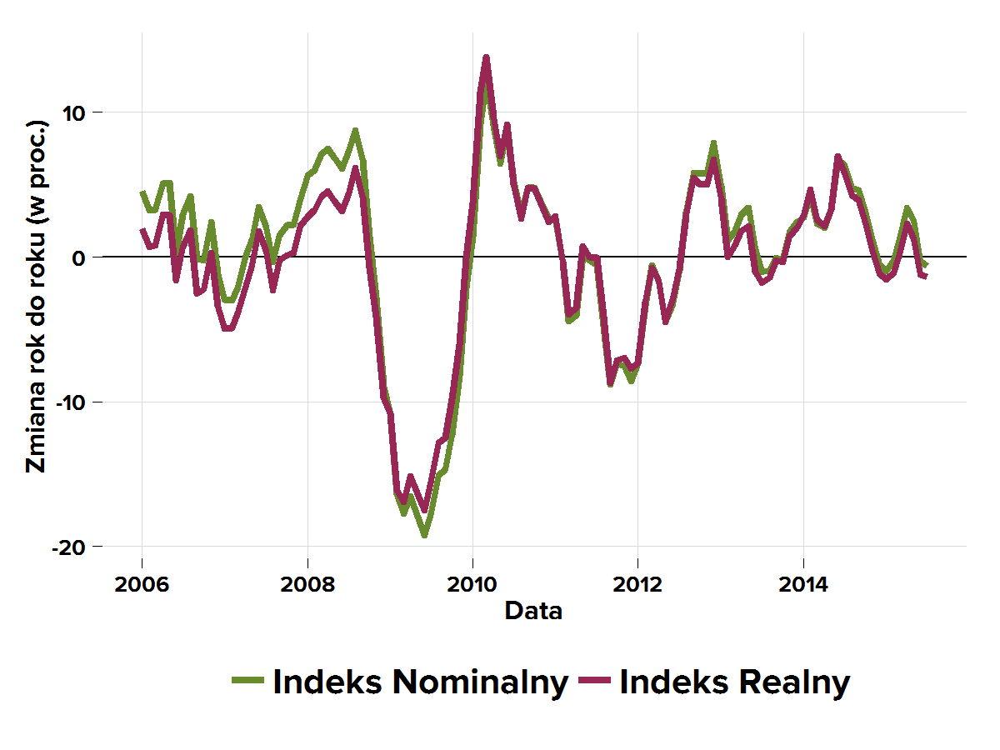 Zmiana rok do roku (w proc.)
10
0
-10
-20
2006 2008 2010 2012 2014
Data
Indeks Nominalny Indeks Realny